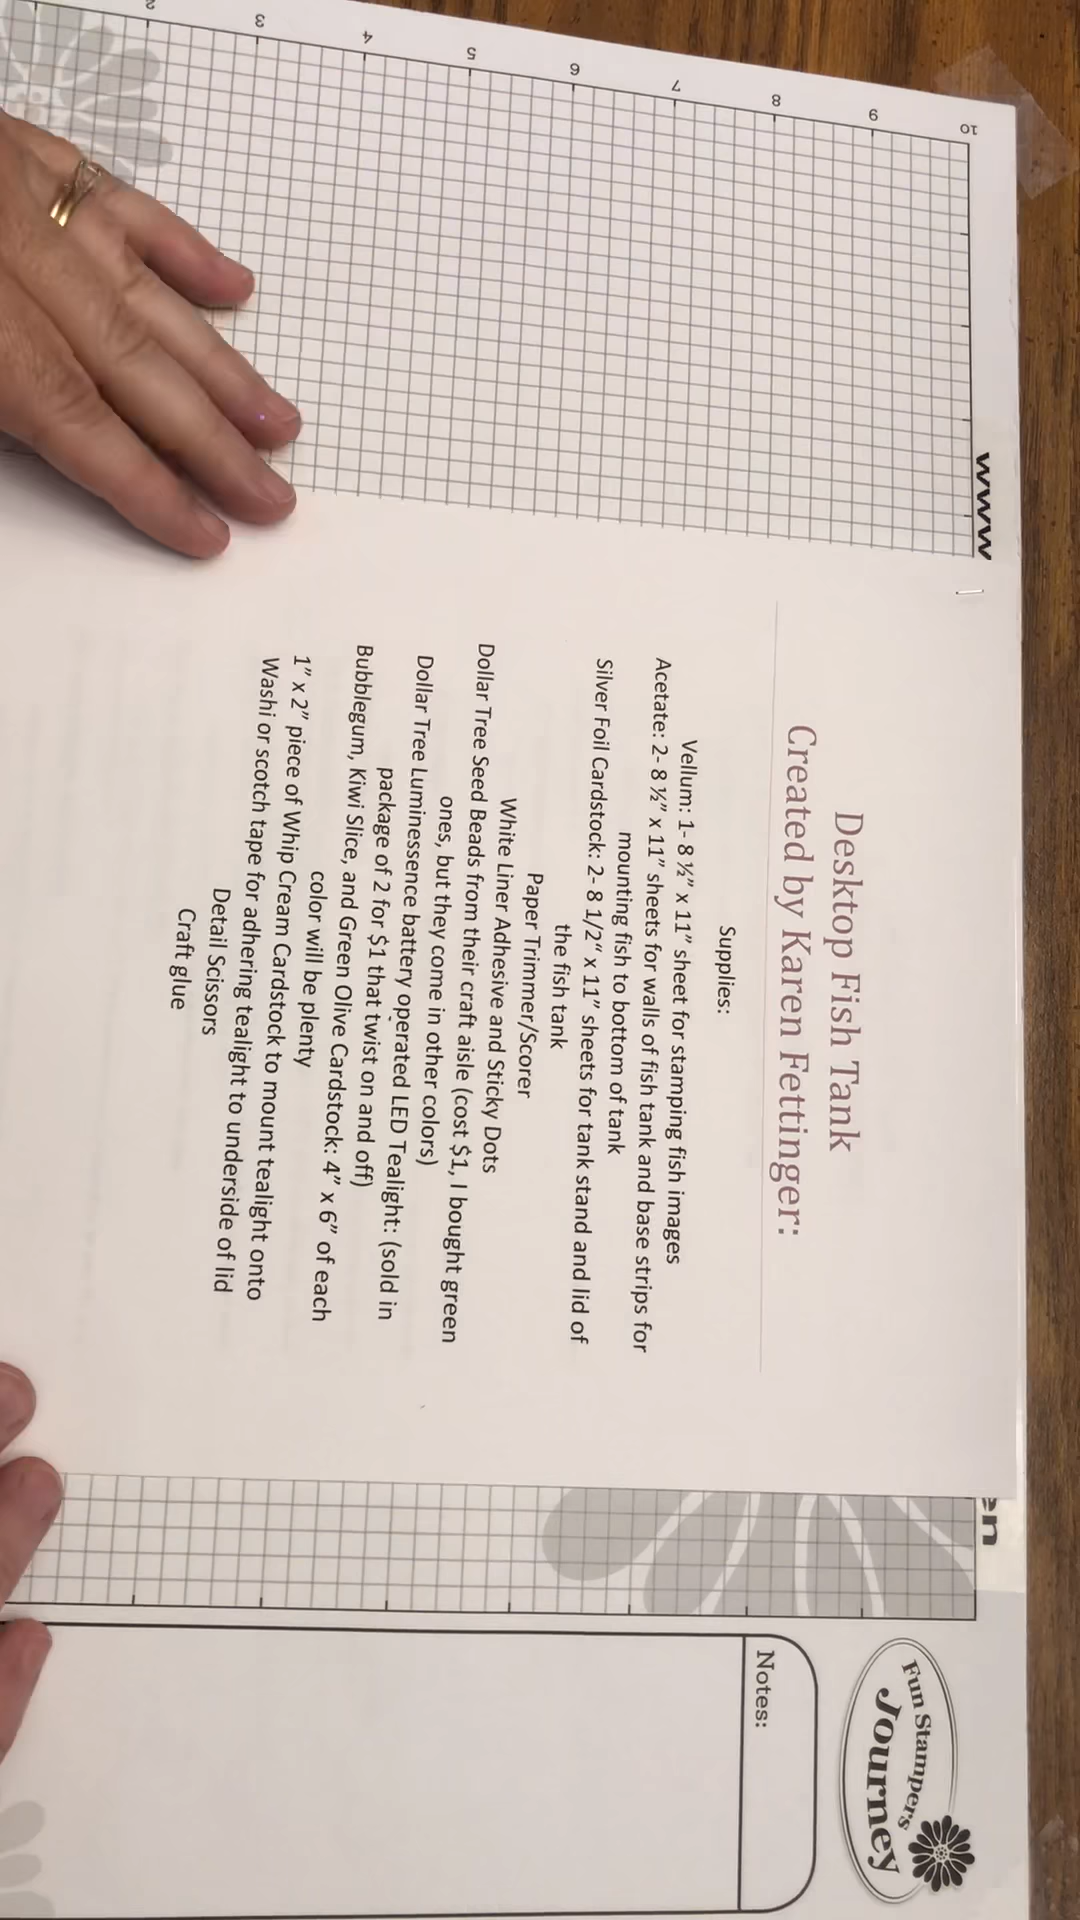 Desktop Fish Tank
Created by Karen Fettinger:
Supplies:
Vellum: 1- 8 ½” x 11” sheet for stamping fish images
Acetate: 2- 8 ½” x 11” sheets for walls of fish tank and base strips for
mounting fish to bottom of tank
Silver Foil Cardstock: 2- 8 1/2“ x 11” sheets for tank stand and lid of
the fish tank
Paper Trimmer/Scorer
White Liner Adhesive and Sticky Dots
Dollar Tree Seed Beads from their craft aisle (cost $1, I bought green
ones, but they come in other colors)
Dollar Tree Luminessence battery operated LED Tealight: (sold in
package of 2 for $1 that twist on and off)
Bubblegum, Kiwi Slice, and Green Olive Cardstock: 4” x 6” of each
color will be plenty
1” x 2” piece of Whip Cream Cardstock to mount tealight onto
Washi or scotch tape for adhering tealight to underside of lid
Detail Scissors
Craft glue
www
en
2
3
4
5
6
7
8
9
10
Fun Stampers
Journey
Notes: